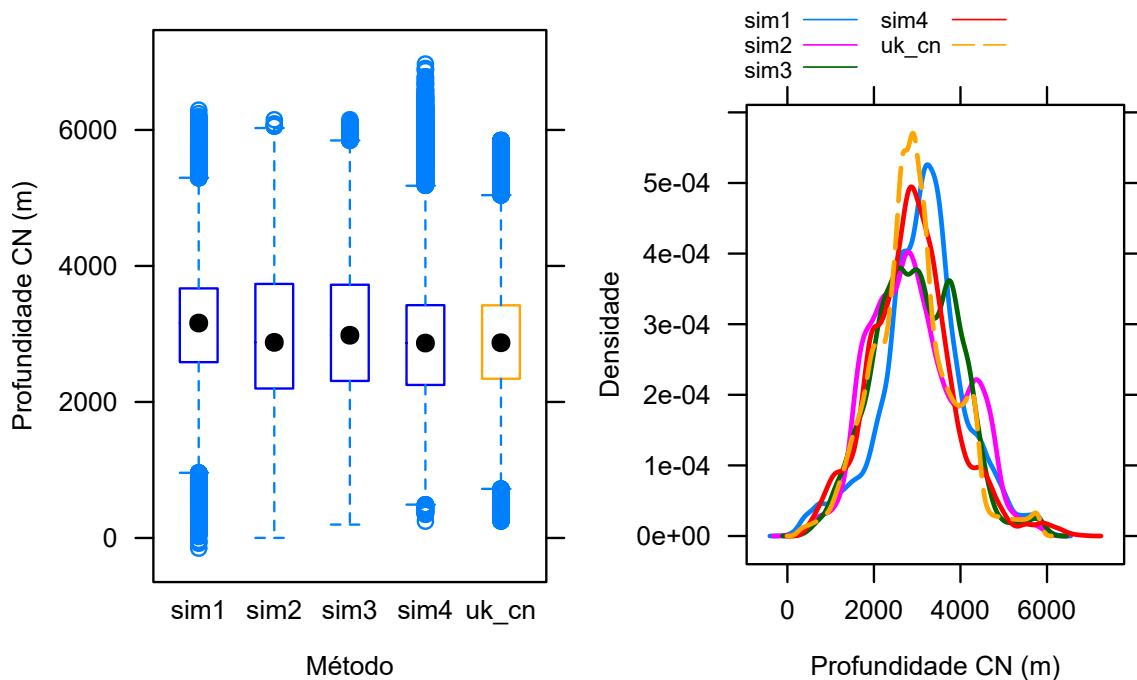 Profundidade CN (m)
6000
4000
2000
0
sim1 sim2 sim3 sim4 uk_cn
Método
sim1 sim4
sim2 uk_cn
sim3
Densidade
5e-04
4e-04
3e-04
2e-04
1e-04
0e+00
0 2000 4000 6000
Profundidade CN (m)